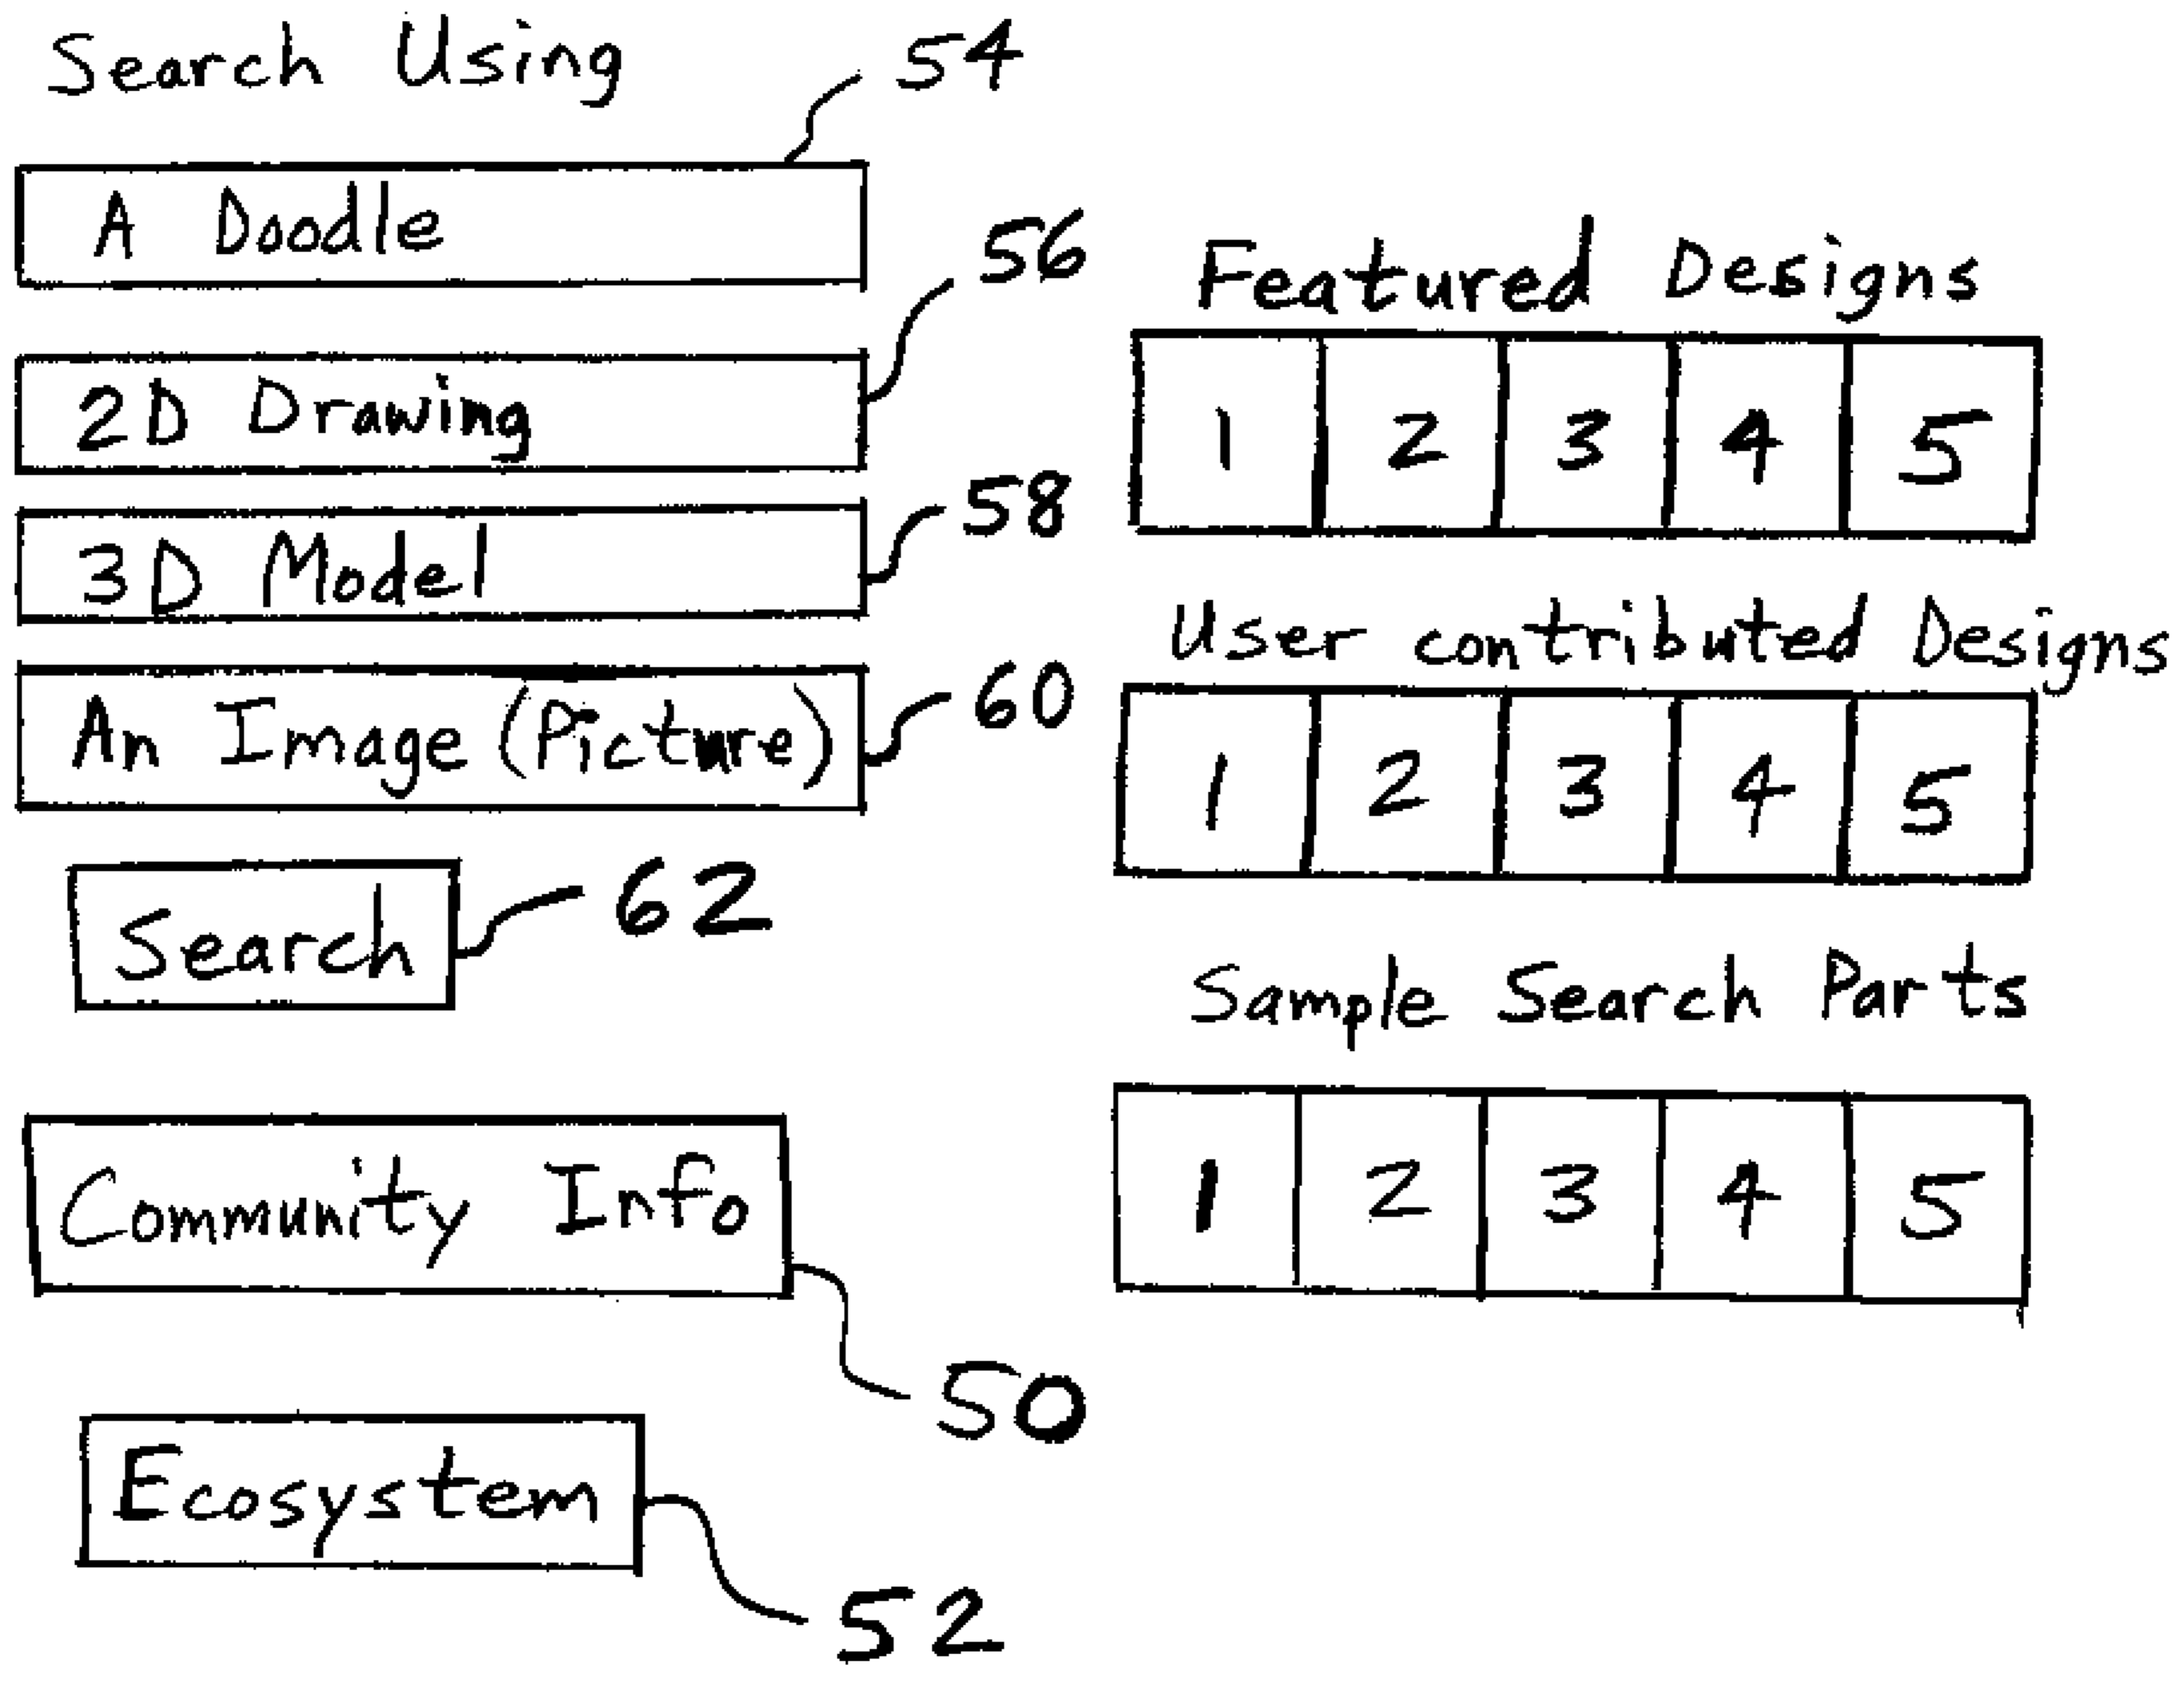 Search Using
54
A Doodle
56
2D Drawing
58
3D Model
60
An Image (Picture)
62
Search
Community Info
50
Ecosystem
52
Featured Designs
1 2 3 4 5
User contributed Designs
1 2 3 4 5
Sample Search Parts
1 2 3 4 5